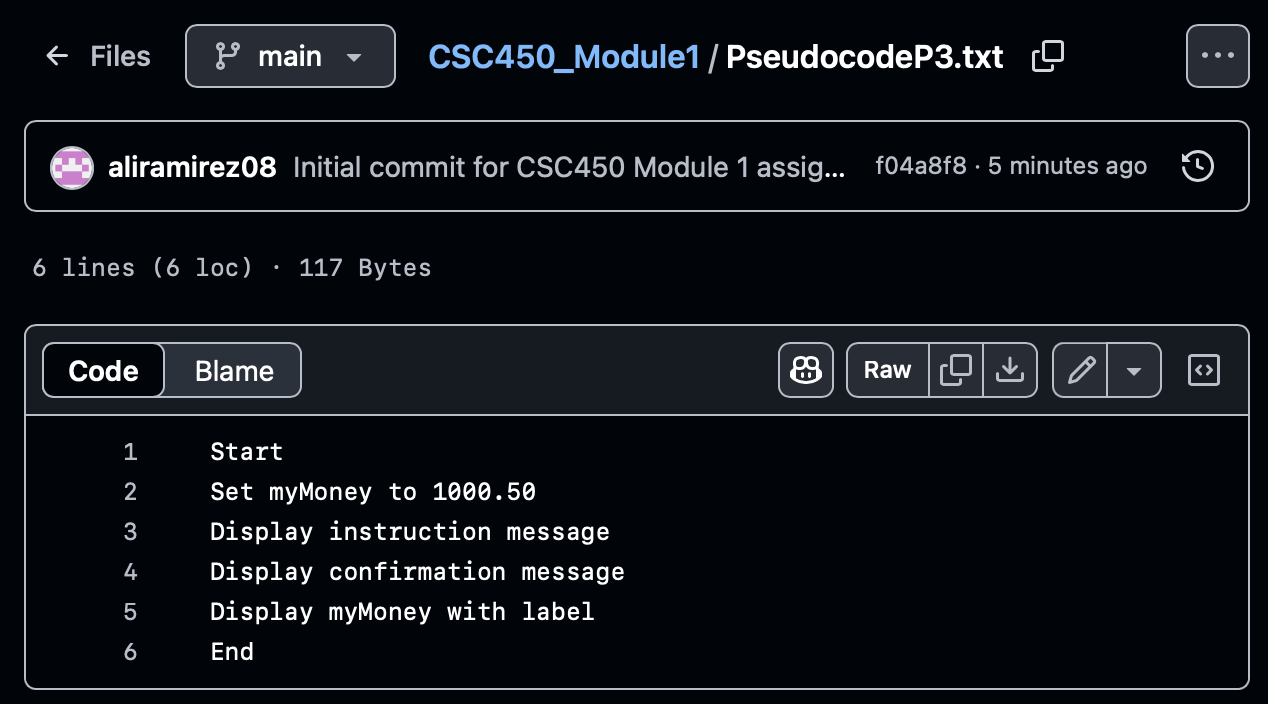 Files main CSC450_Module1 / PseudocodeP3.txt
aliramirez08 Initial commit for CSC450 Module 1 assig... f04a8f8 · 5 minutes ago
6 lines (6 loc) · 117 Bytes
Code Blame Raw
1 Start
2 Set myMoney to 1000.50
3 Display instruction message
4 Display confirmation message
5 Display myMoney with label
6 End